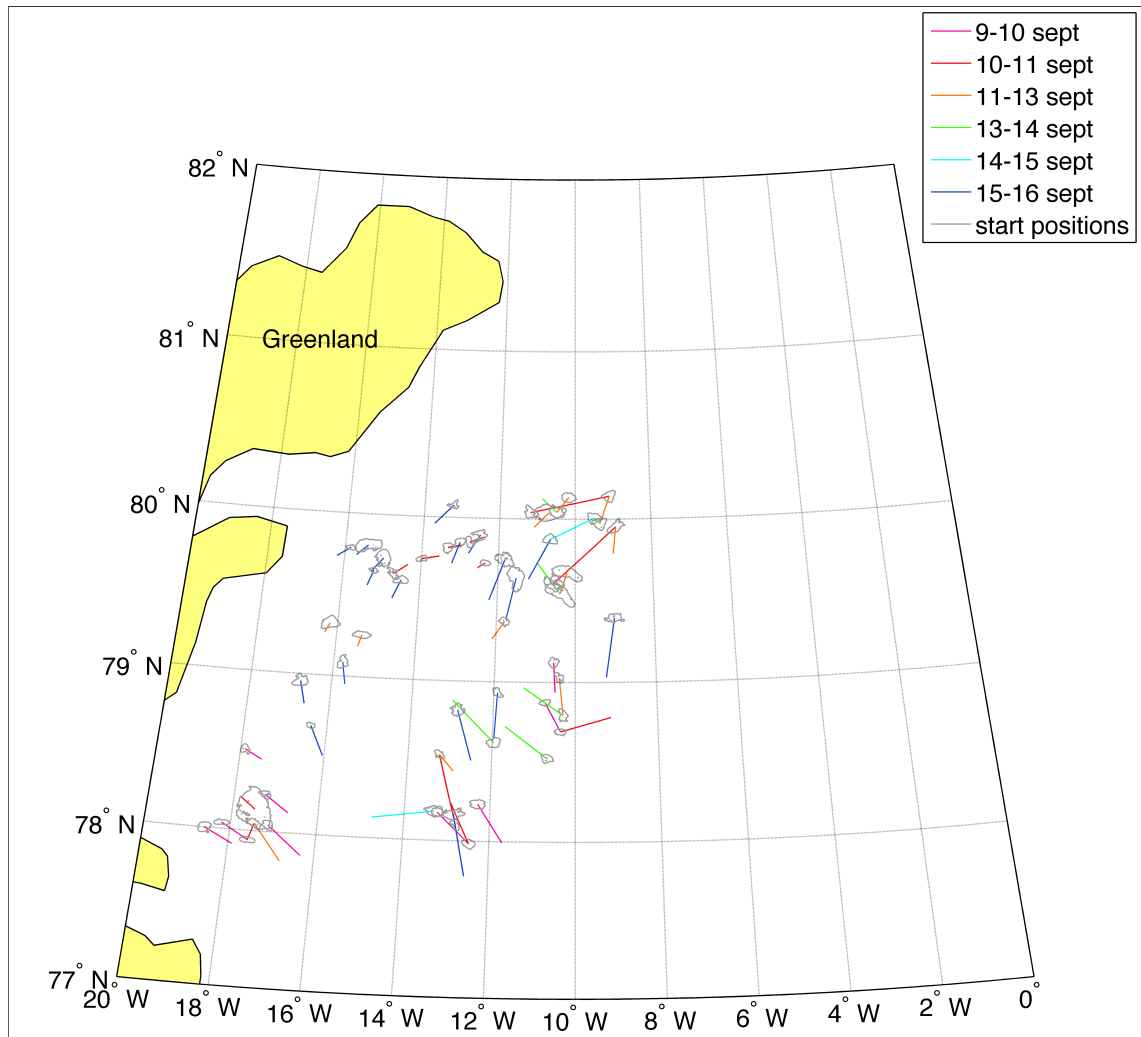 9-10 sept
10-11 sept
11-13 sept
13-14 sept
14-15 sept
15-16 sept
start positions
82° N
81° N
Greenland
80° N
79° N
78° N
77° N
20° W 18° W 16° W 14° W 12° W 10° W 8° W 6° W 4° W 2° W 0°